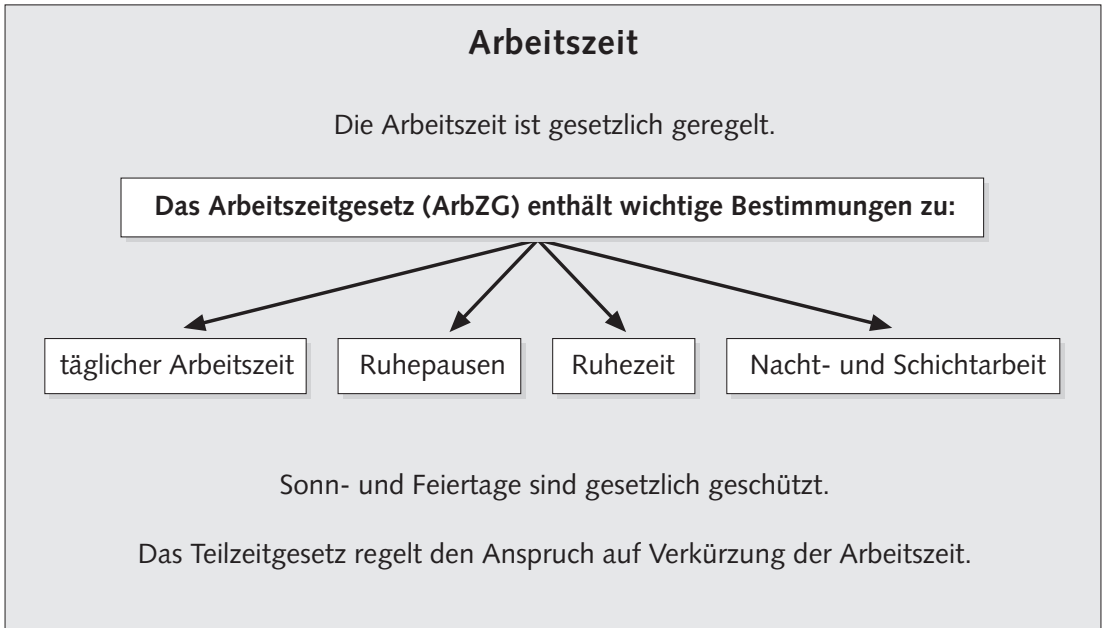 Arbeitszeit
Die Arbeitszeit ist gesetzlich geregelt.
Das Arbeitszeitgesetz (ArbZG) enthält wichtige Bestimmungen zu:
täglicher Arbeitszeit
Ruhepausen
Ruhezeit
Nacht- und Schichtarbeit
Sonn- und Feiertage sind gesetzlich geschützt.
Das Teilzeitgesetz regelt den Anspruch auf Verkürzung der Arbeitszeit.